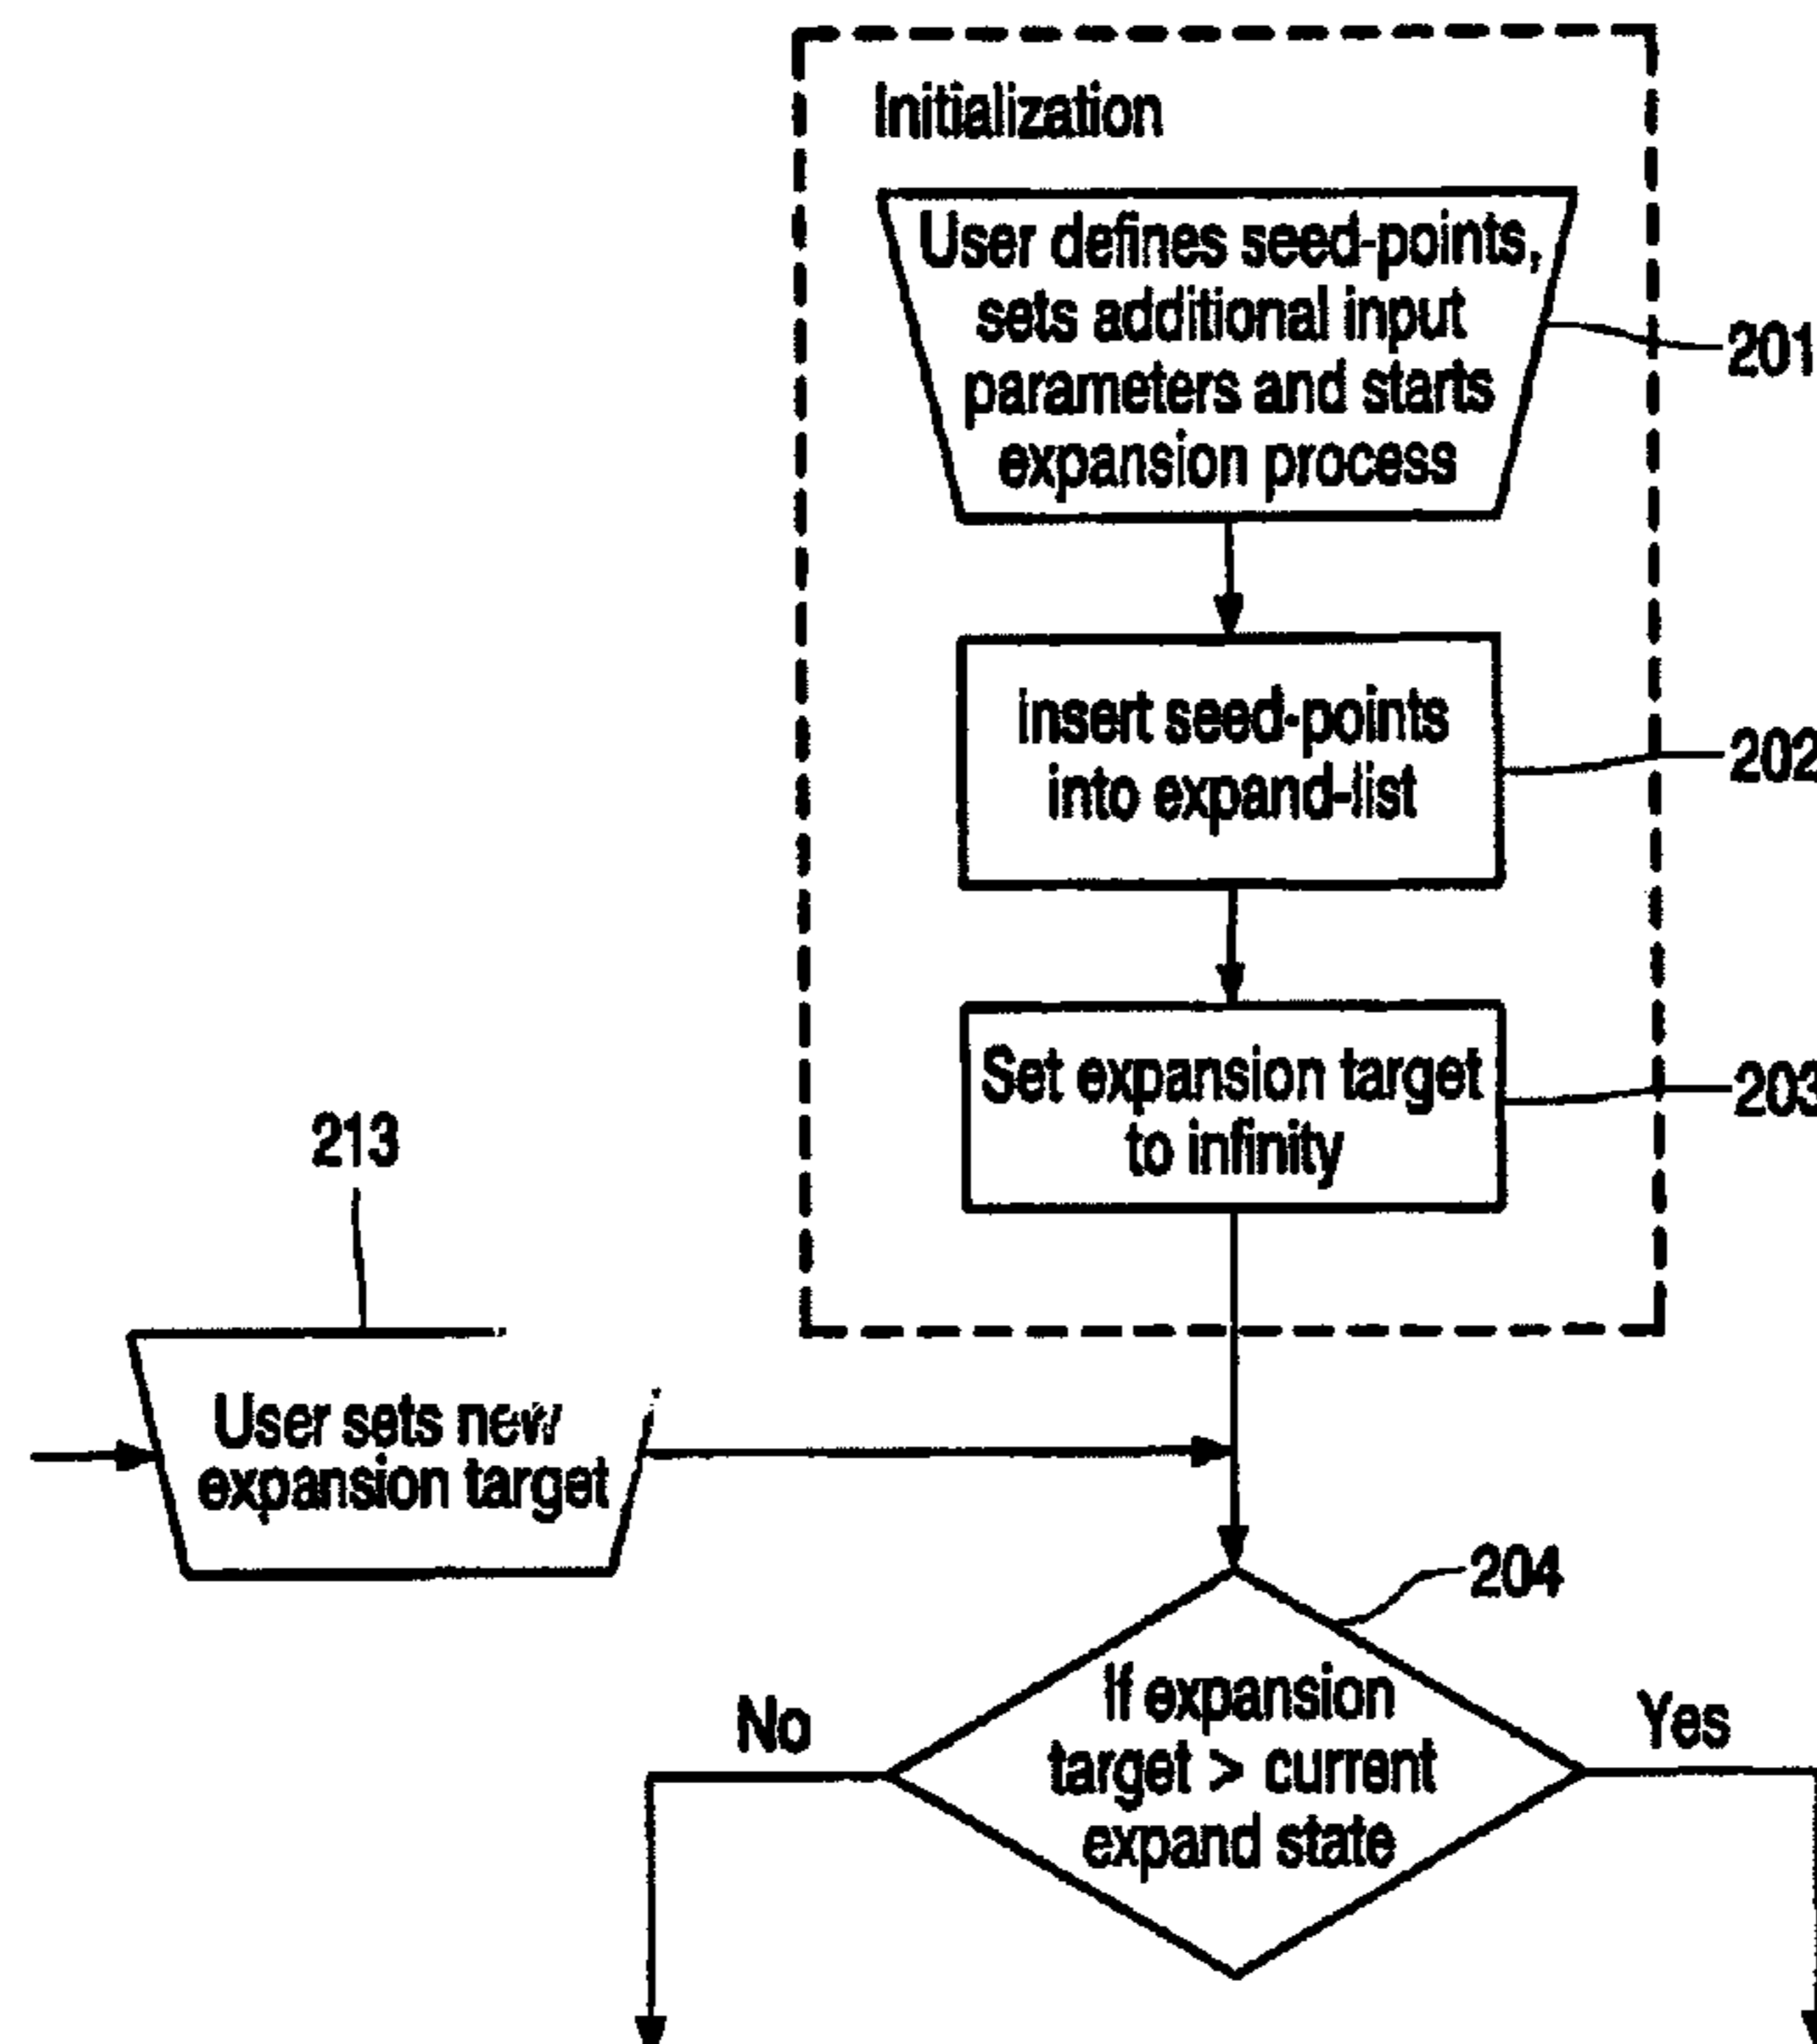 Initialization
User defines seed-points,
sets additional input
parameters and starts
expansion process
201
Insert seed-points
into expand-list
202
Set expansion target
to infinity
203
213
User sets new
expansion target
204
If expansion
target > current
expand state
No
Yes